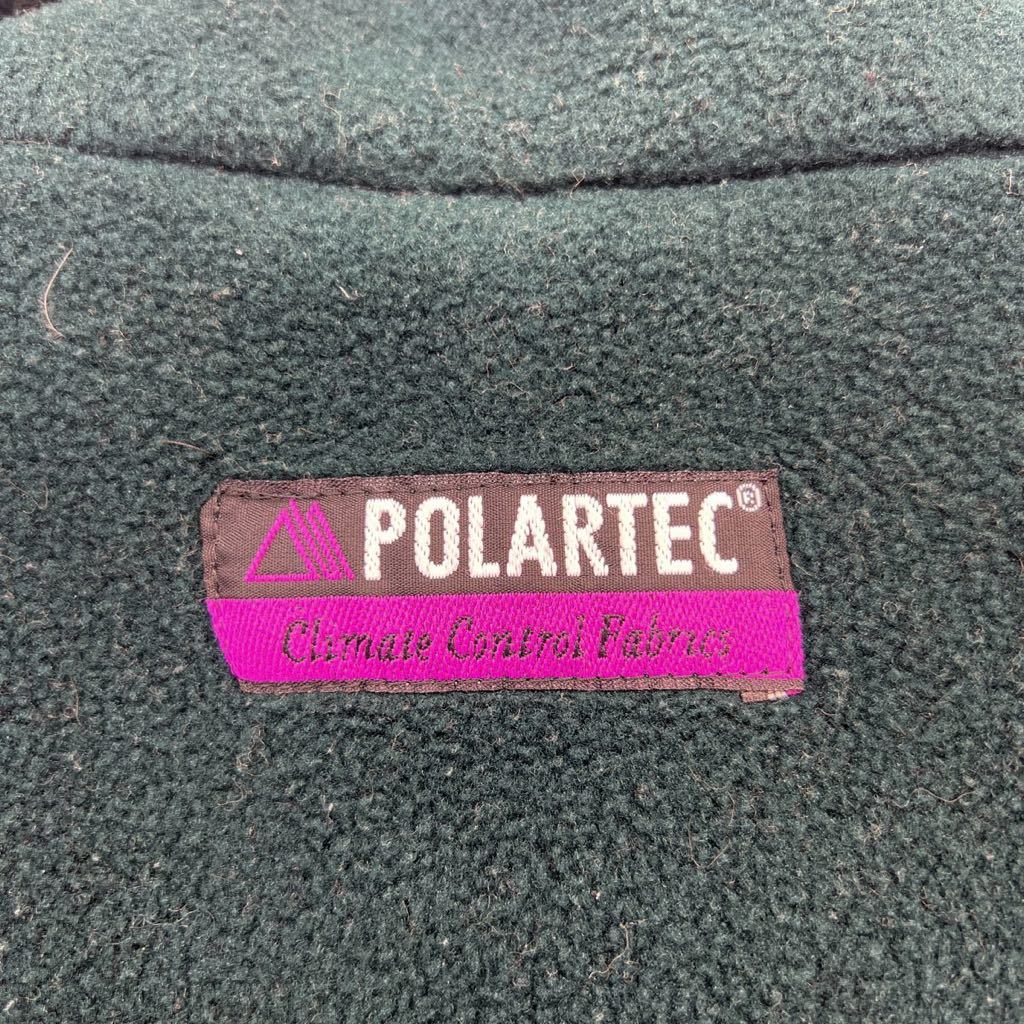 POLARTEC®
Climate Control Fabrics